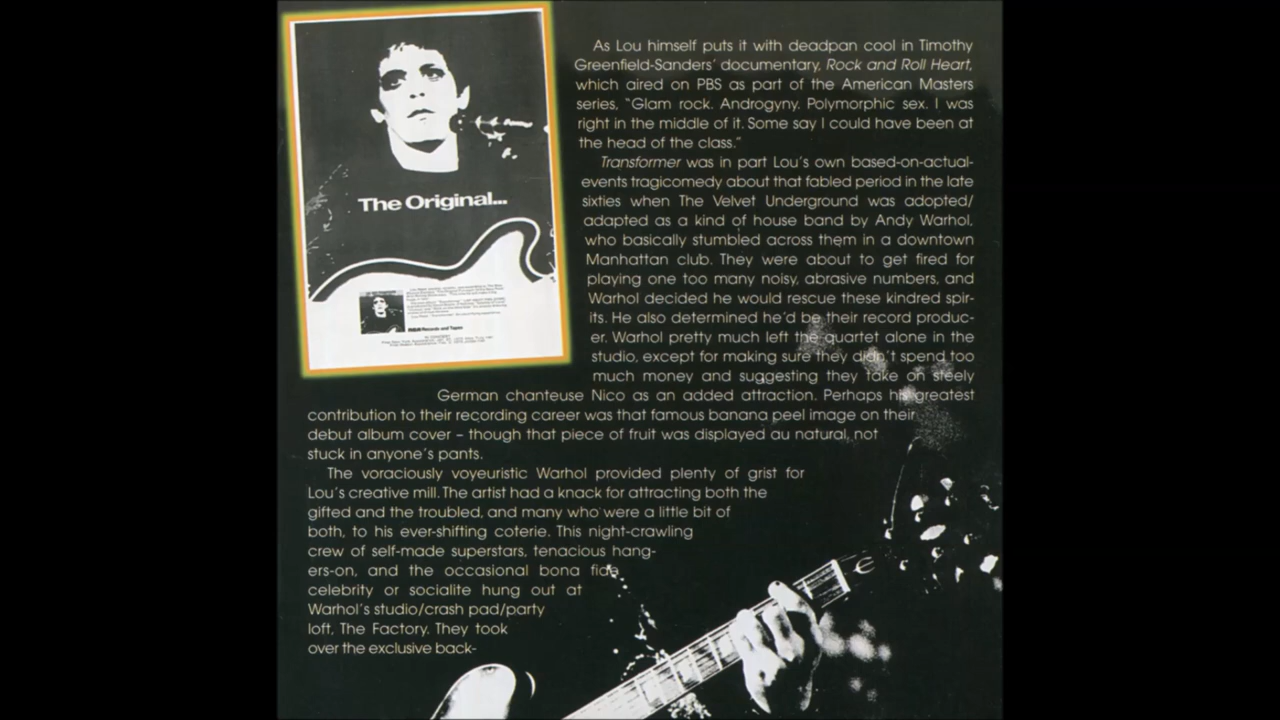 The Original...
RCA Records and Tapes
As Lou himself puts it with deadpan cool in Timothy
Greenfield-Sanders' documentary, Rock and Roll Heart,
which aired on PBS as part of the American Masters
series, "Glam rock. Androgyny. Polymorphic sex. I was
right in the middle of it. Some say I could have been at
the head of the class."
Transformer was in part Lou's own based-on-actual-
events tragicomedy about that fabled period in the late
sixties when The Velvet Underground was adopted/
adapted as a kind of house band by Andy Warhol,
who basically stumbled across them in a downtown
Manhattan club. They were about to get fired for
playing one too many noisy, abrasive numbers, and
Warhol decided he would rescue these kindred spir-
its. He also determined he'd be their record produc-
er. Warhol pretty much left the quartet alone in the
studio, except for making sure they didn't spend too
much money and suggesting they take on steely
German chanteuse Nico as an added attraction. Perhaps his greatest
contribution to their recording career was that famous banana peel image on their
debut album cover – though that piece of fruit was displayed au natural, not
stuck in anyone's pants.
The voraciously voyeuristic Warhol provided plenty of grist for
Lou's creative mill. The artist had a knack for attracting both the
gifted and the troubled, and many who were a little bit of
both, to his ever-shifting coterie. This night-crawling
crew of self-made superstars, tenacious hang-
ers-on, and the occasional bona fide
celebrity or socialite hung out at
Warhol's studio/crash pad/party
loft, The Factory. They took
over the exclusive back-